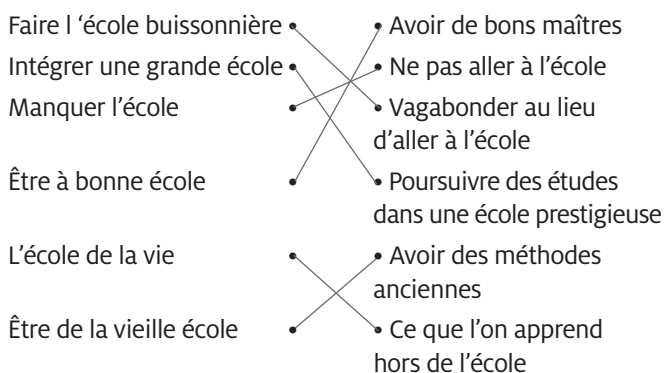 Faire l ‘école buissonnière • • Avoir de bons maîtres
Intégrer une grande école • • Ne pas aller à l’école
Manquer l’école • • Vagabonder au lieu
d’aller à l’école
Être à bonne école • • Poursuivre des études
dans une école prestigieuse
L’école de la vie • • Avoir des méthodes
anciennes
Être de la vieille école • • Ce que l’on apprend
hors de l’école